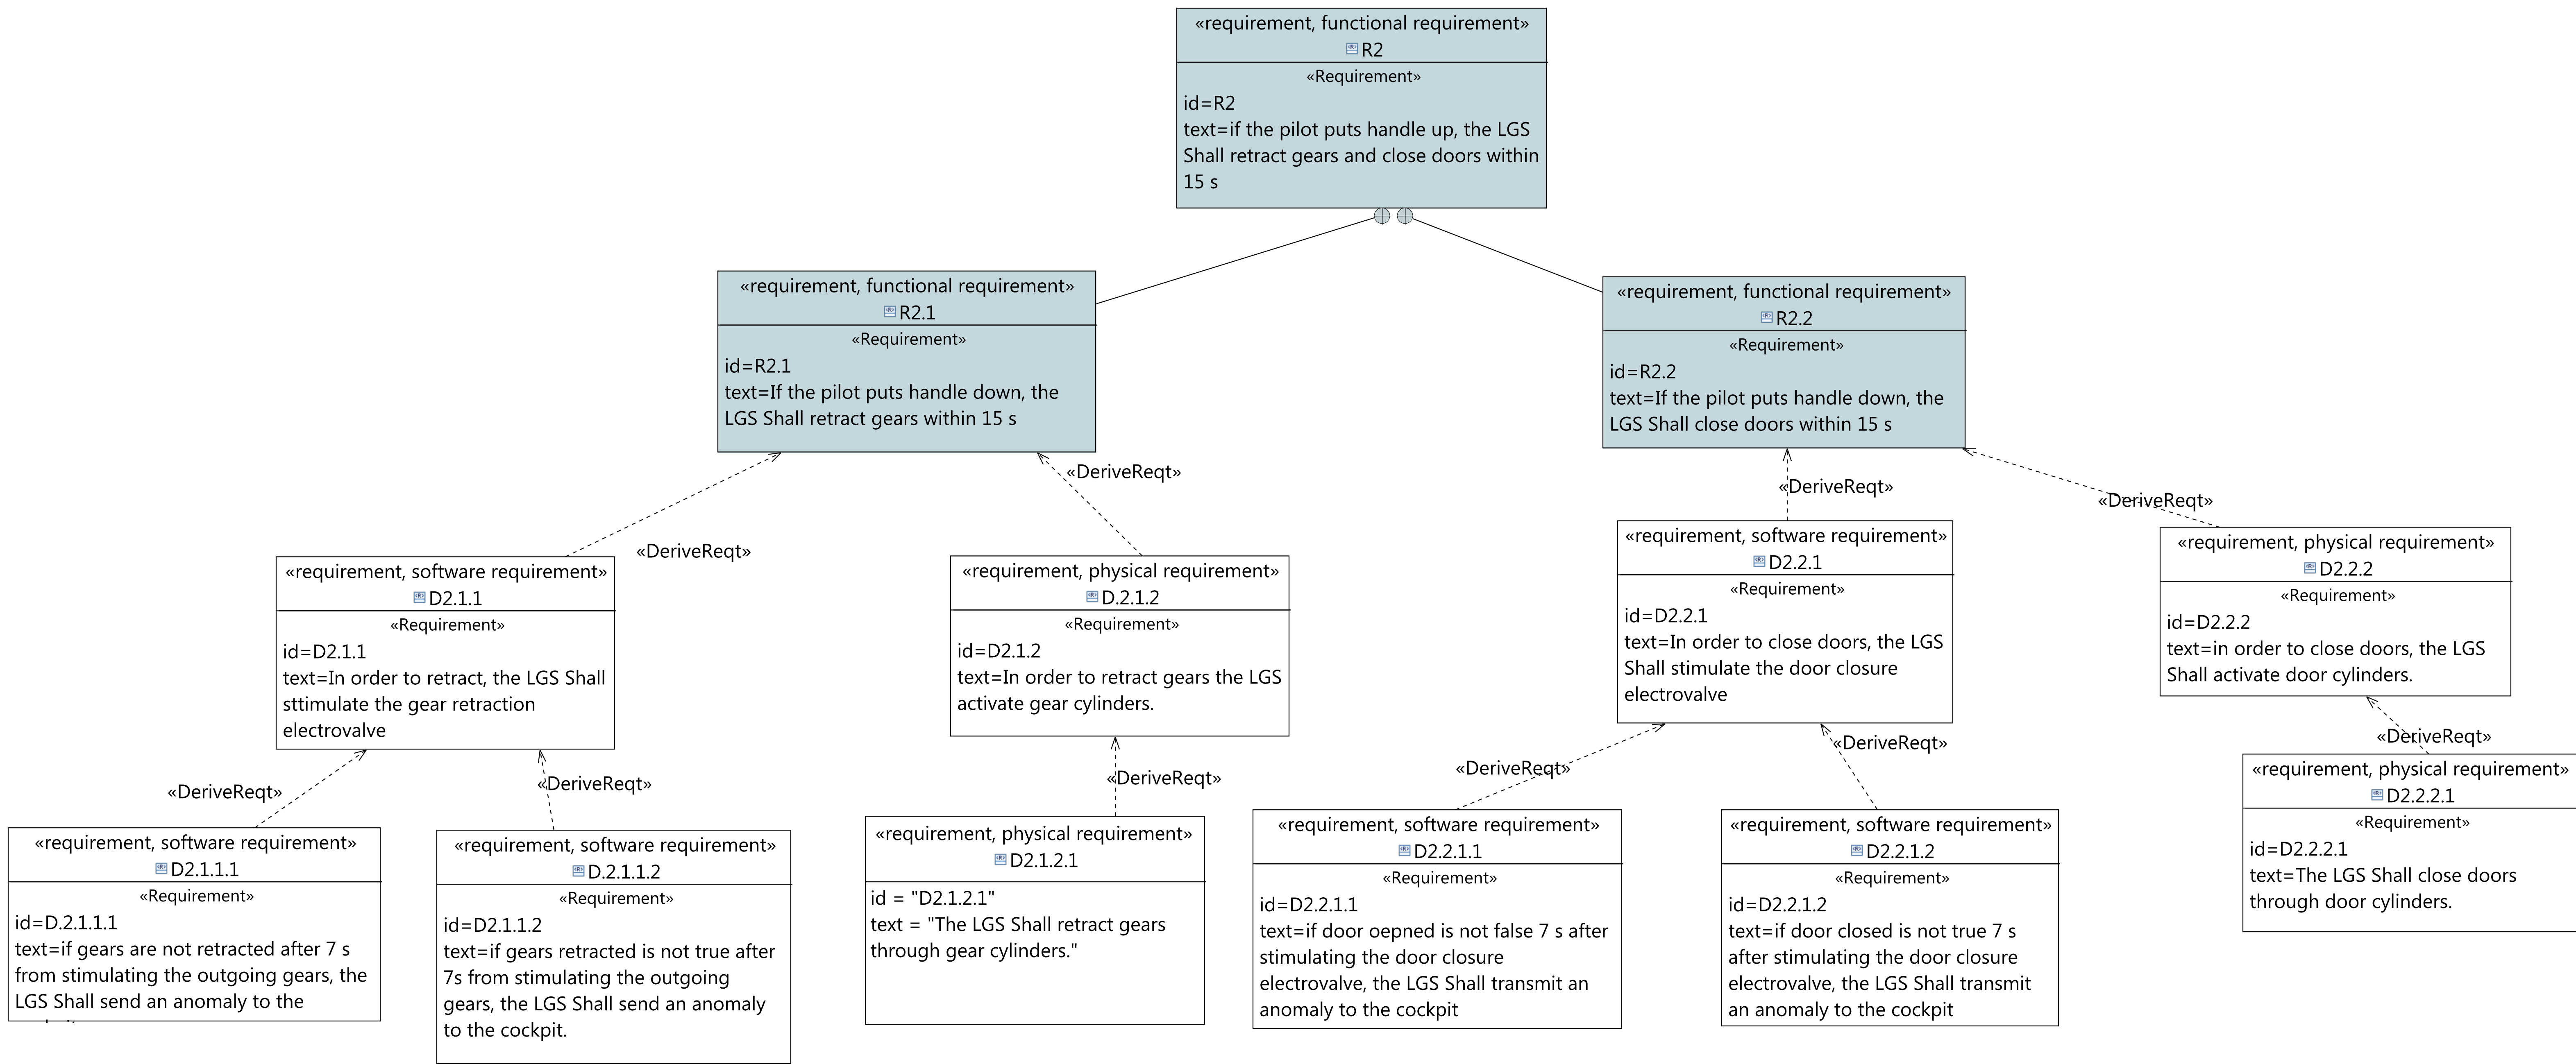 «requirement, functional requirement»
R2
«Requirement»
id=R2
text=if the pilot puts handle up, the LGS
Shall retract gears and close doors within
15 s
«requirement, functional requirement»
R2.1
«Requirement»
id=R2.1
text=If the pilot puts handle down, the
LGS Shall retract gears within 15 s
«requirement, functional requirement»
R2.2
«Requirement»
id=R2.2
text=If the pilot puts handle down, the
LGS Shall close doors within 15 s
«DeriveReqt»
«DeriveReqt»
«DeriveReqt»
«DeriveReqt»
«requirement, software requirement»
D2.1.1
«Requirement»
id=D2.1.1
text=In order to retract, the LGS Shall
sttimulate the gear retraction
electrovalve
«requirement, physical requirement»
D.2.1.2
«Requirement»
id=D2.1.2
text=In order to retract gears the LGS
activate gear cylinders.
«requirement, software requirement»
D2.2.1
«Requirement»
id=D2.2.1
text=In order to close doors, the LGS
Shall stimulate the door closure
electrovalve
«requirement, physical requirement»
D2.2.2
«Requirement»
id=D2.2.2
text=in order to close doors, the LGS
Shall activate door cylinders.
«DeriveReqt»
«DeriveReqt»
«DeriveReqt»
«DeriveReqt»
«DeriveReqt»
«DeriveReqt»
«requirement, software requirement»
D2.1.1.1
«Requirement»
id=D.2.1.1.1
text=if gears are not retracted after 7 s
from stimulating the outgoing gears, the
LGS Shall send an anomaly to the
«requirement, software requirement»
D.2.1.1.2
«Requirement»
id=D2.1.1.2
text=if gears retracted is not true after
7s from stimulating the outgoing
gears, the LGS Shall send an anomaly
to the cockpit.
«requirement, physical requirement»
D2.1.2.1
id = "D2.1.2.1"
text = "The LGS Shall retract gears
through gear cylinders."
«requirement, software requirement»
D2.2.1.1
«Requirement»
id=D2.2.1.1
text=if door oepned is not false 7 s after
stimulating the door closure
electrovalve, the LGS Shall transmit an
anomaly to the cockpit
«requirement, software requirement»
D2.2.1.2
«Requirement»
id=D2.2.1.2
text=if door closed is not true 7 s
after stimulating the door closure
electrovalve, the LGS Shall transmit
an anomaly to the cockpit
«requirement, physical requirement»
D2.2.2.1
«Requirement»
id=D2.2.2.1
text=The LGS Shall close doors
through door cylinders.